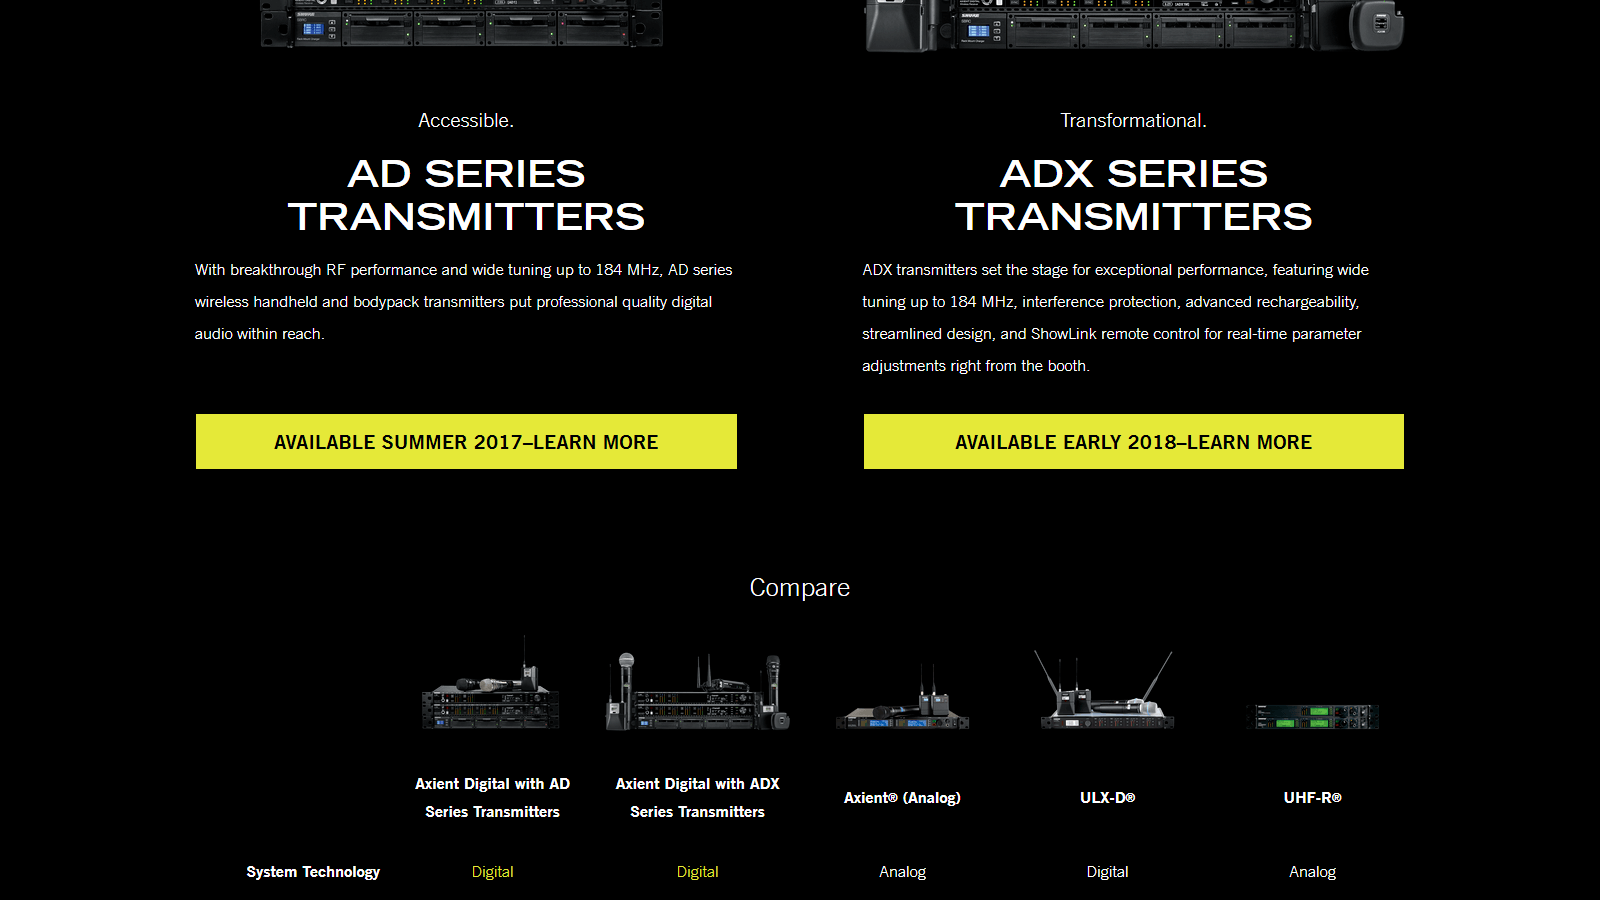 SHURE
SHURE
Accessible.
AD SERIES
TRANSMITTERS
With breakthrough RF performance and wide tuning up to 184 MHz, AD series
wireless handheld and bodypack transmitters put professional quality digital
audio within reach.
AVAILABLE SUMMER 2017–LEARN MORE
Transformational.
ADX SERIES
TRANSMITTERS
ADX transmitters set the stage for exceptional performance, featuring wide
tuning up to 184 MHz, interference protection, advanced rechargeability,
streamlined design, and ShowLink remote control for real-time parameter
adjustments right from the booth.
AVAILABLE EARLY 2018–LEARN MORE
Compare
Axient Digital with AD
Series Transmitters
Axient Digital with ADX
Series Transmitters
Axient® (Analog)
ULX-D®
UHF-R®
System Technology
Digital
Digital
Analog
Digital
Analog